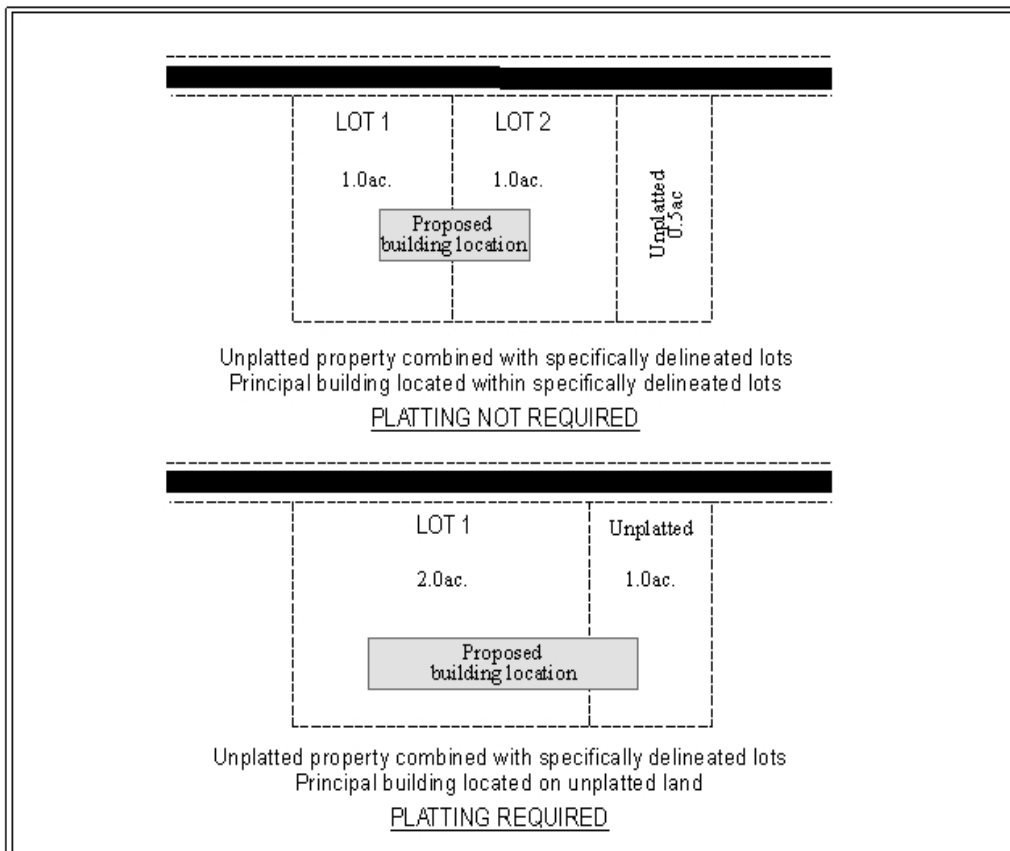 LOT 1
LOT 2
1.0ac.
1.0ac.
Unplatted
0.5ac
Proposed
building location
Unplatted property combined with specifically delineated lots
Principal building located within specifically delineated lots
PLATTING NOT REQUIRED
LOT 1
Unplatted
2.0ac.
1.0ac.
Proposed
building location
Unplatted property combined with specifically delineated lots
Principal building located on unplatted land
PLATTING REQUIRED